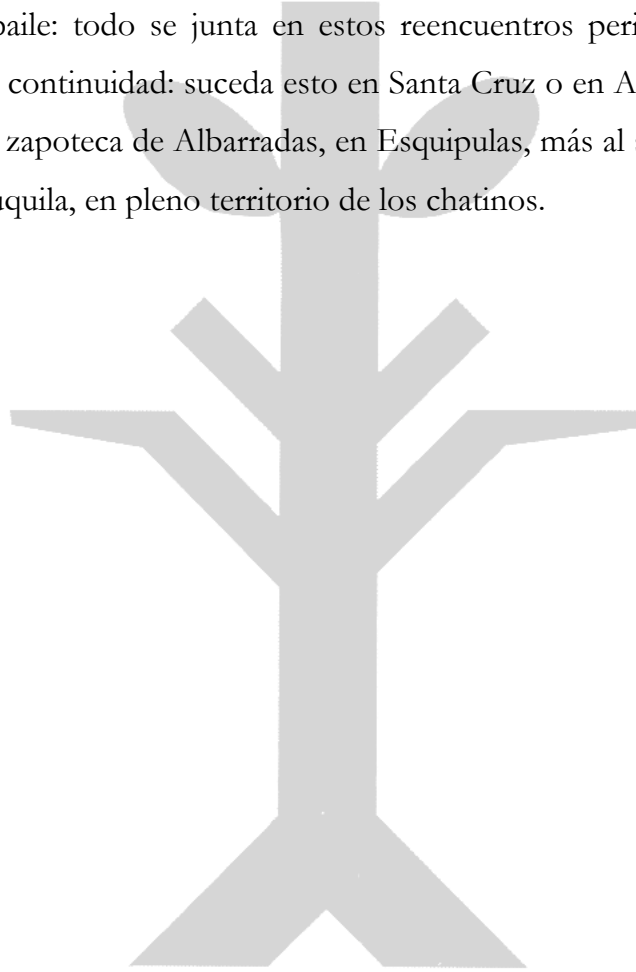 baile: todo se junta en estos reencuentros peri
continuidad: suceda esto en Santa Cruz o en A
zapoteca de Albarradas, en Esquipulas, más al
uquila, en pleno territorio de los chatinos.